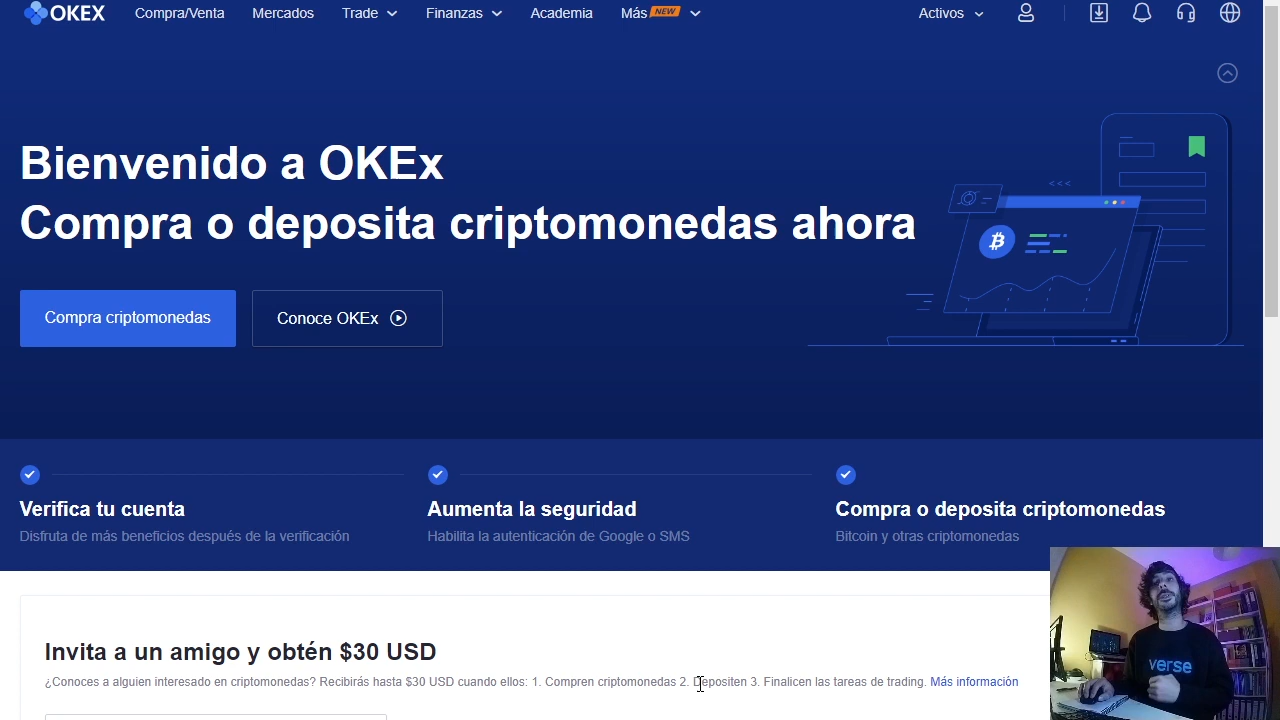 OKEX Compra/Venta Mercados Trade Finanzas Academia Más NEW Activos
Bienvenido a OKEx
Compra o deposita criptomonedas ahora
Compra criptomonedas Conoce OKEx
Verifica tu cuenta Aumenta la seguridad Compra o deposita criptomonedas
Disfruta de más beneficios después de la verificación Habilita la autenticación de Google o SMS Bitcoin y otras criptomonedas
Invita a un amigo y obtén $30 USD
¿Conoces a alguien interesado en criptomonedas? Recibirás hasta $30 USD cuando ellos: 1. Compren criptomonedas 2. Depositen 3. Finalicen las tareas de trading. Más información
verse